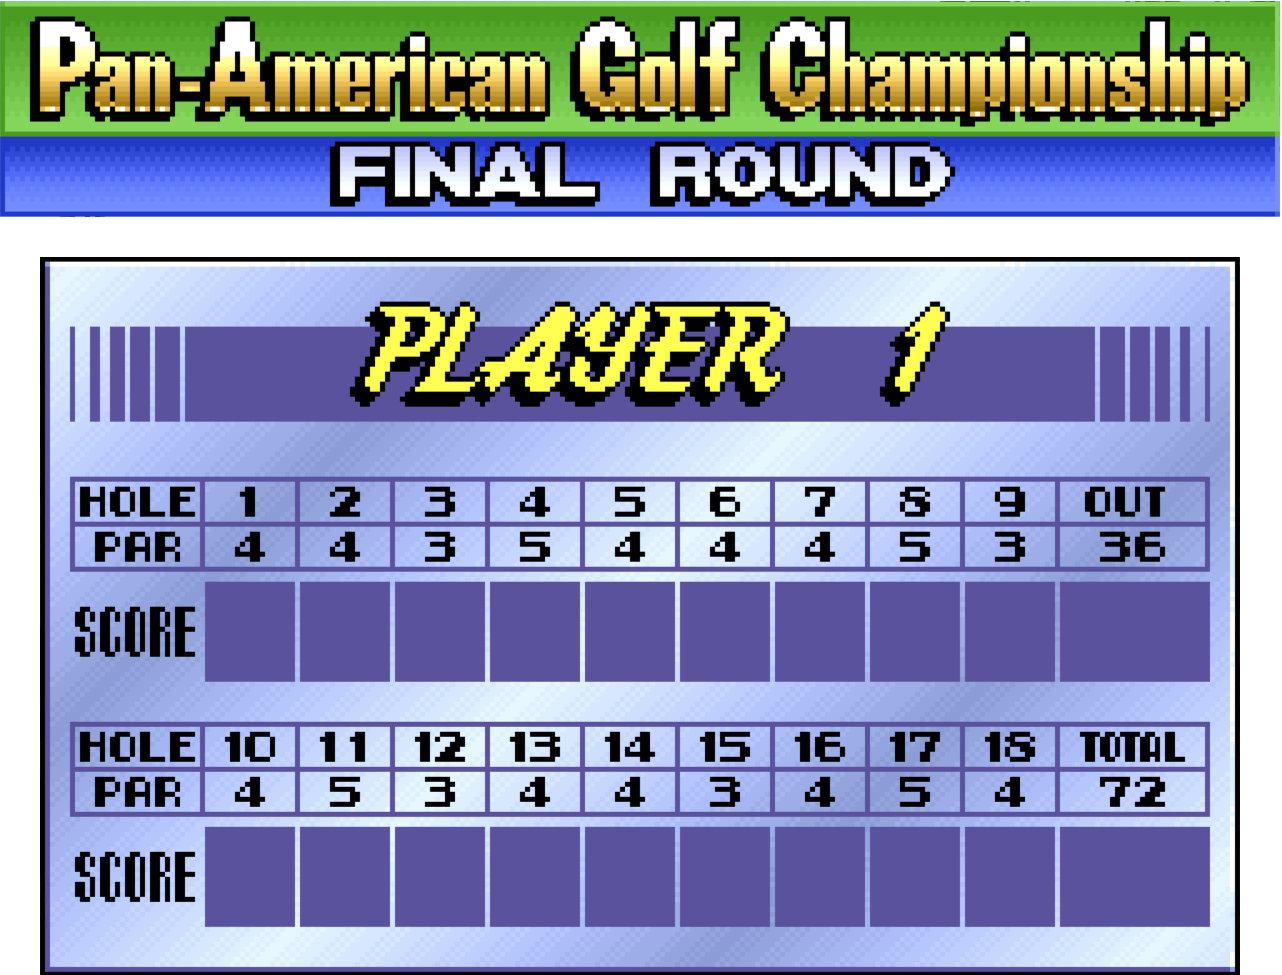 Pan-American Golf Championship
FINAL ROUND
PLAYER 1
HOLE 1 2 3 4 5 6 7 8 9 OUT
PAR 4 4 3 5 4 4 4 5 3 36
SCORE
HOLE 10 11 12 13 14 15 16 17 18 TOTAL
PAR 4 5 3 4 4 3 4 5 4 72
SCORE